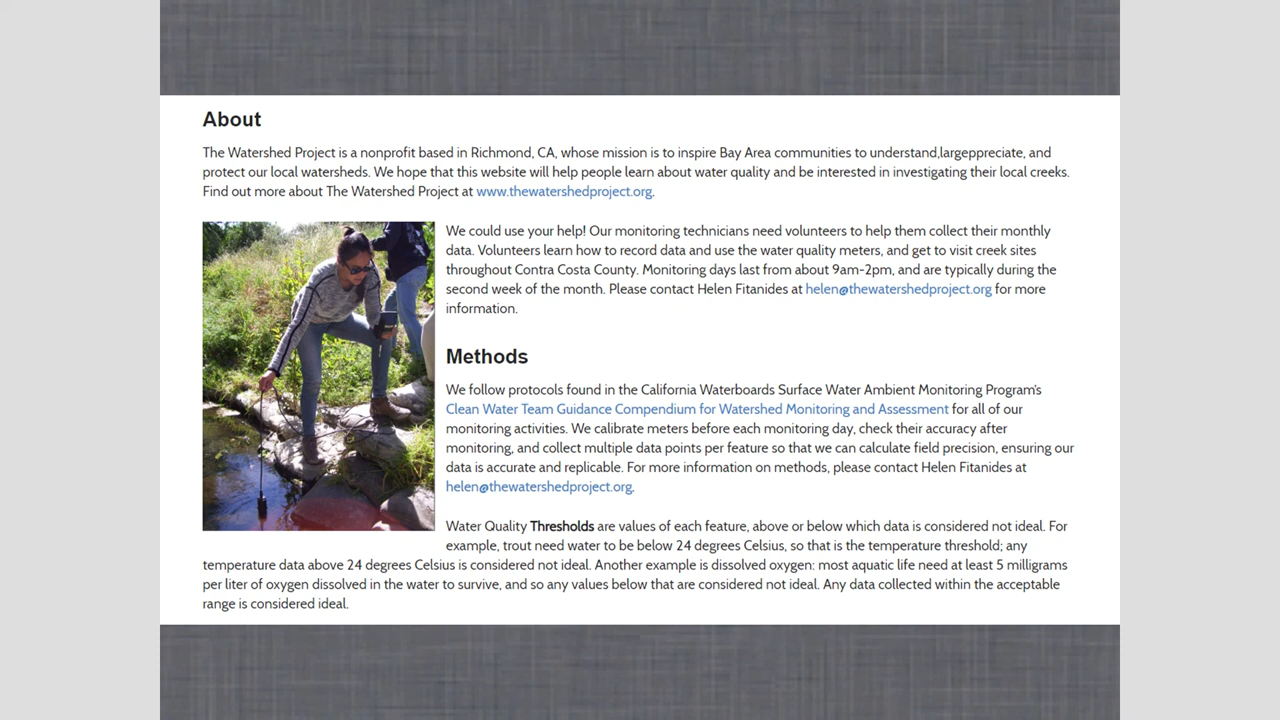 About
The Watershed Project is a nonprofit based in Richmond, CA, whose mission is to inspire Bay Area communities to understand,largeppreciate, and
protect our local watersheds. We hope that this website will help people learn about water quality and be interested in investigating their local creeks.
Find out more about The Watershed Project at www.thewatershedproject.org.
We could use your help! Our monitoring technicians need volunteers to help them collect their monthly
data. Volunteers learn how to record data and use the water quality meters, and get to visit creek sites
throughout Contra Costa County. Monitoring days last from about 9am-2pm, and are typically during the
second week of the month. Please contact Helen Fitanides at helen@thewatershedproject.org for more
information.
Methods
We follow protocols found in the California Waterboards Surface Water Ambient Monitoring Program's
Clean Water Team Guidance Compendium for Watershed Monitoring and Assessment for all of our
monitoring activities. We calibrate meters before each monitoring day, check their accuracy after
monitoring, and collect multiple data points per feature so that we can calculate field precision, ensuring our
data is accurate and replicable. For more information on methods, please contact Helen Fitanides at
helen@thewatershedproject.org.
Water Quality Thresholds are values of each feature, above or below which data is considered not ideal. For
example, trout need water to be below 24 degrees Celsius, so that is the temperature threshold; any
temperature data above 24 degrees Celsius is considered not ideal. Another example is dissolved oxygen: most aquatic life need at least 5 milligrams
per liter of oxygen dissolved in the water to survive, and so any values below that are considered not ideal. Any data collected within the acceptable
range is considered ideal.